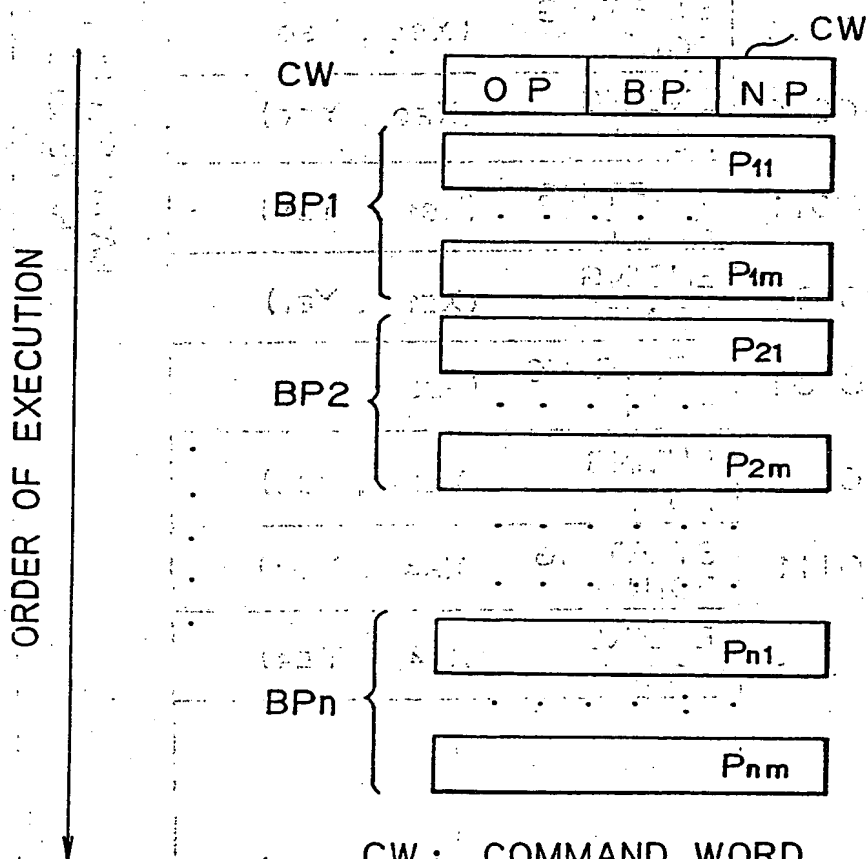 CW
CW OP BP NP
P11
BP1
P1m
P21
BP2
P2m
Pn1
BPn
Pnm
ORDER OF EXECUTION
CW: COMMAND WORD